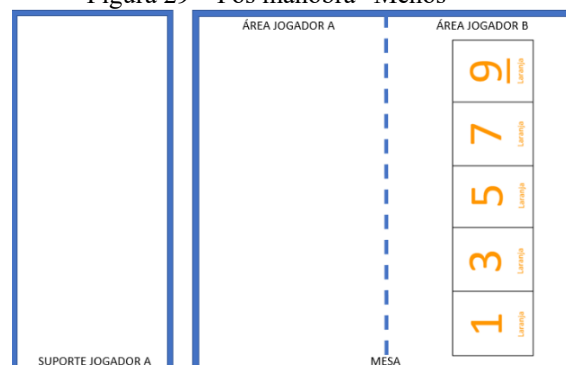 Figura 29 – Pós manobra “Menos”
ÁREA JOGADOR A
ÁREA JOGADOR B
9
Laranja
7
Laranja
5
Laranja
3
Laranja
1
Laranja
SUPORTE JOGADOR A
MESA